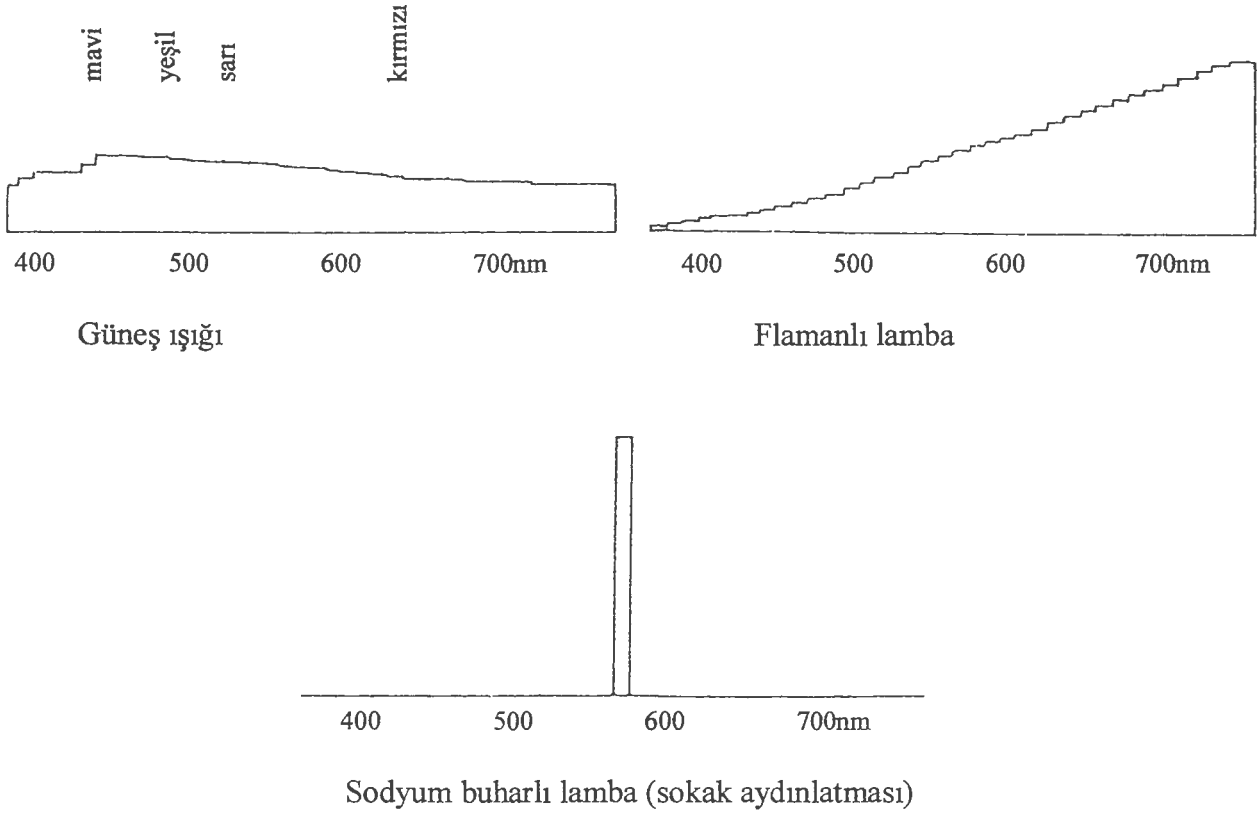 mavi
yeşil
sarı
kırmızı
400 500 600 700nm
400 500 600 700nm
Güneş ışığı
Flamanlı lamba
400 500 600 700nm
Sodyum buharlı lamba (sokak aydınlatması)